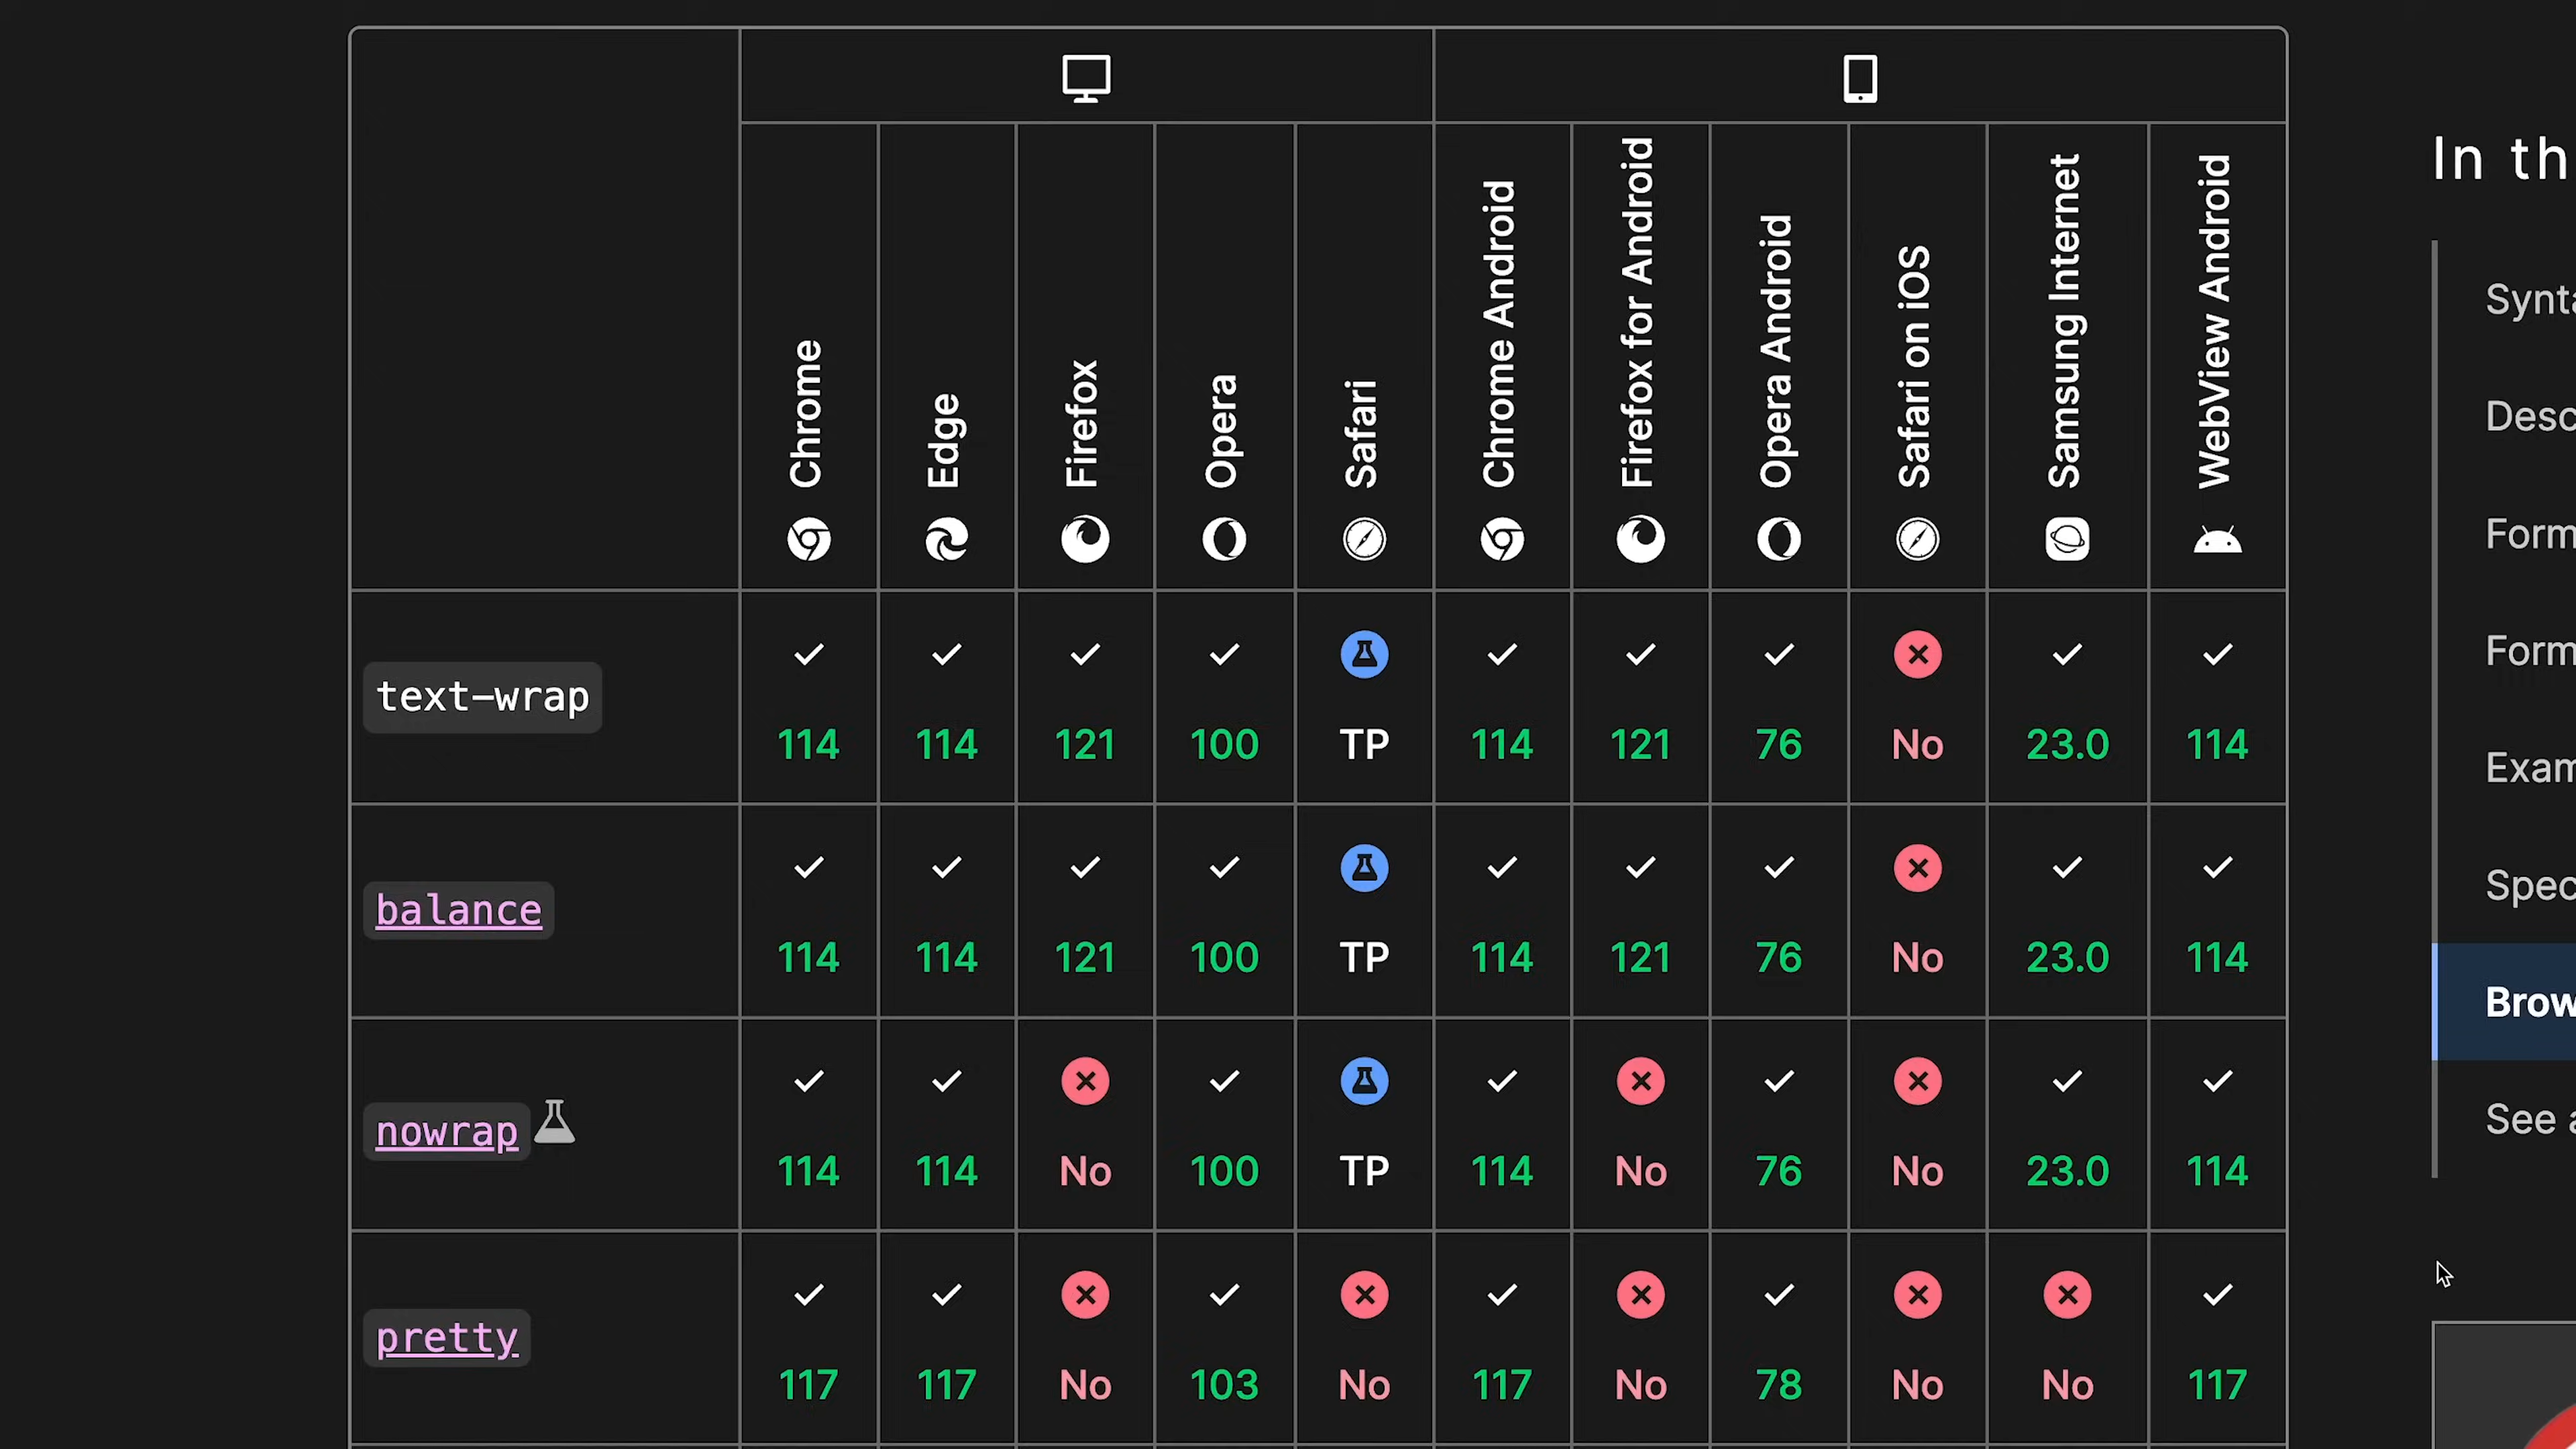 Chrome
Edge
Firefox
Opera
Safari
Chrome Android
Firefox for Android
Opera Android
Safari on iOS
Samsung Internet
WebView Android
text-wrap
114 114 121 100 TP 114 121 76 No 23.0 114
balance
114 114 121 100 TP 114 121 76 No 23.0 114
nowrap
114 114 No 100 TP 114 No 76 No 23.0 114
pretty
117 117 No 103 No 117 No 78 No No 117
In th
Synta
Desc
Form
Form
Exam
Spec
Brow
See a